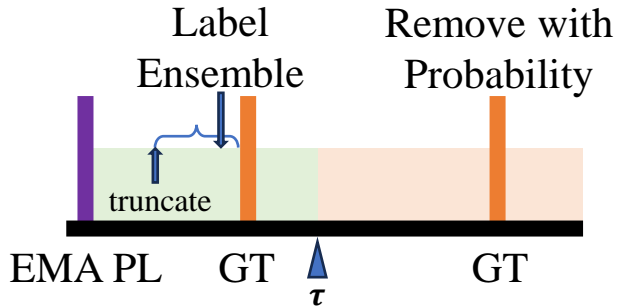 Label
Ensemble
Remove with
Probability
truncate
EMA PL
GT
GT
τ